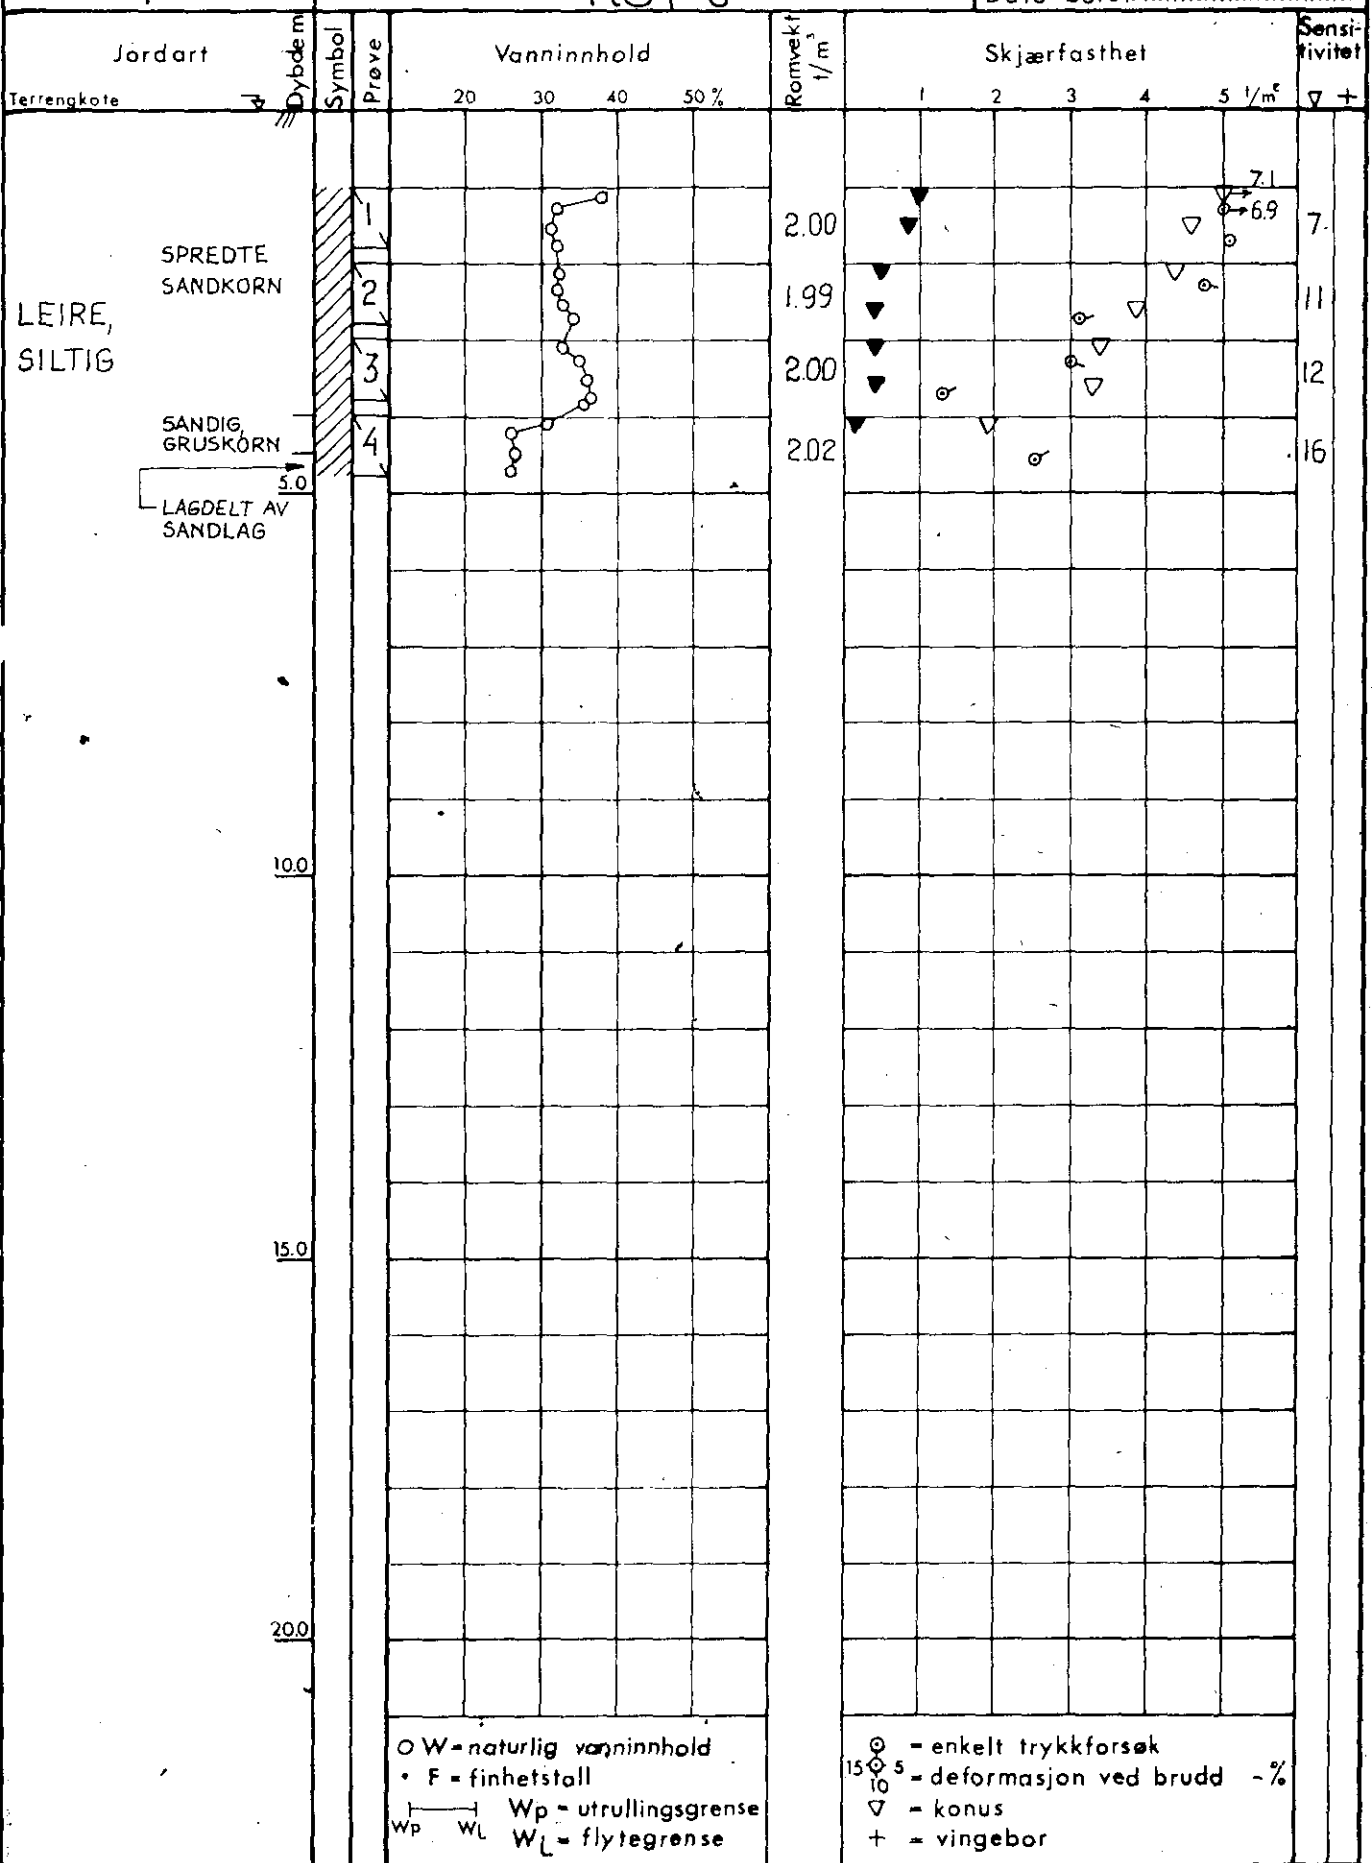 Jordart
Dybde m
Symbol
Prøve
Vanninnhold
Romvekt t/m³
Skjærfasthet
Sensi-
tivitet
Terrengkote
20 30 40 50 %
1 2 3 4 5 t/m²
▽ +
7.1
6.9
1 2.00 7
SPREDTE
SANDKORN
2 1.99 11
LEIRE,
SILTIG
3 2.00 12
SANDIG,
GRUSKORN
4 2.02 16
5.0
LAGDELT AV
SANDLAG
10.0
15.0
20.0
O W = naturlig vanninnhold
• F = finhetstall
Wp WL Wp = utrullingsgrense
WL = flytegrense
= enkelt trykkforsøk
15 5 10 = deformasjon ved brudd - %
▽ = konus
+ = vingebor